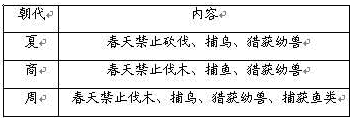 朝代 内容
夏 春天禁止砍伐、捕鸟、猎获幼兽
商 春天禁止伐木、捕鱼、猎获幼兽
周 春天禁止伐木、捕鸟、猎获幼兽、捕获鱼类